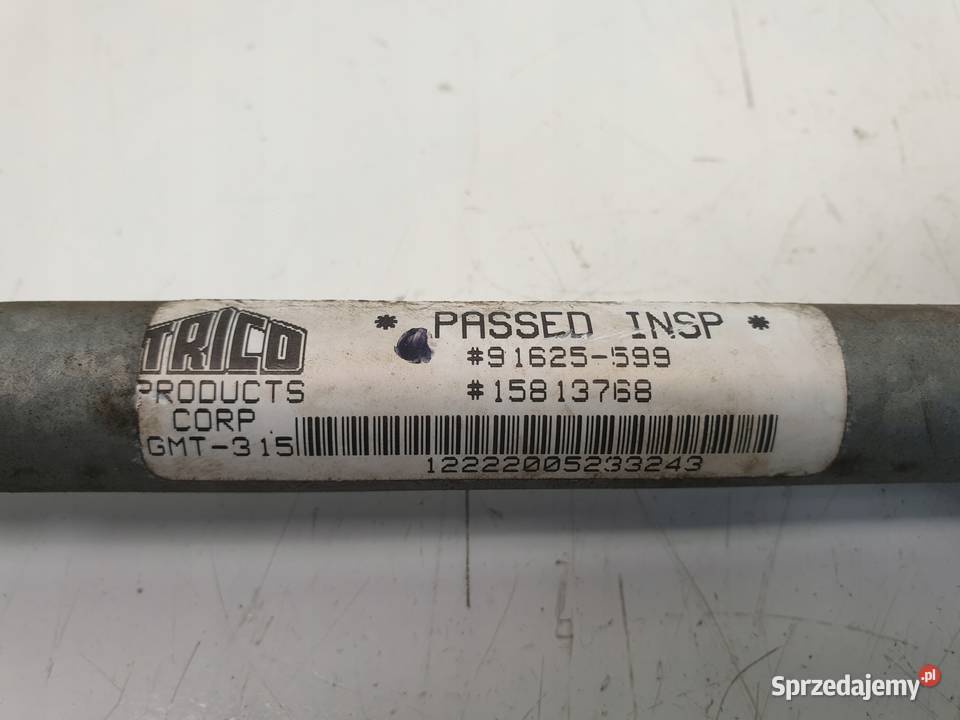 TRICO
PRODUCTS
CORP
GMT-315
* PASSED INSP *
#91625-599
#15813768
12222005233243
Sprzedajemy.pl